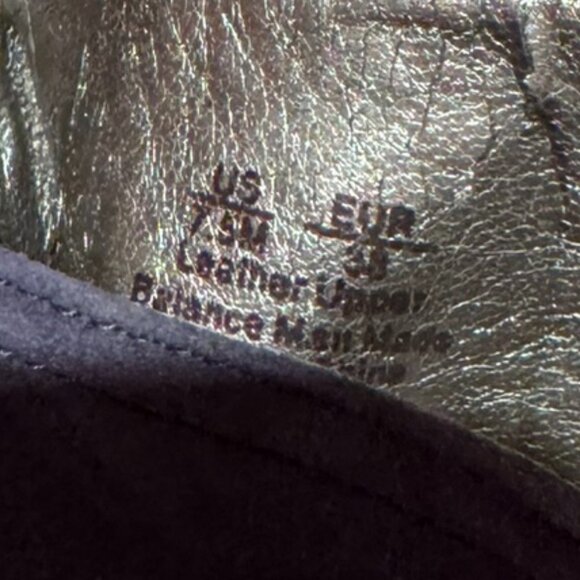 US EUR
7.5M 38
Leather Upper
Balance Man Made